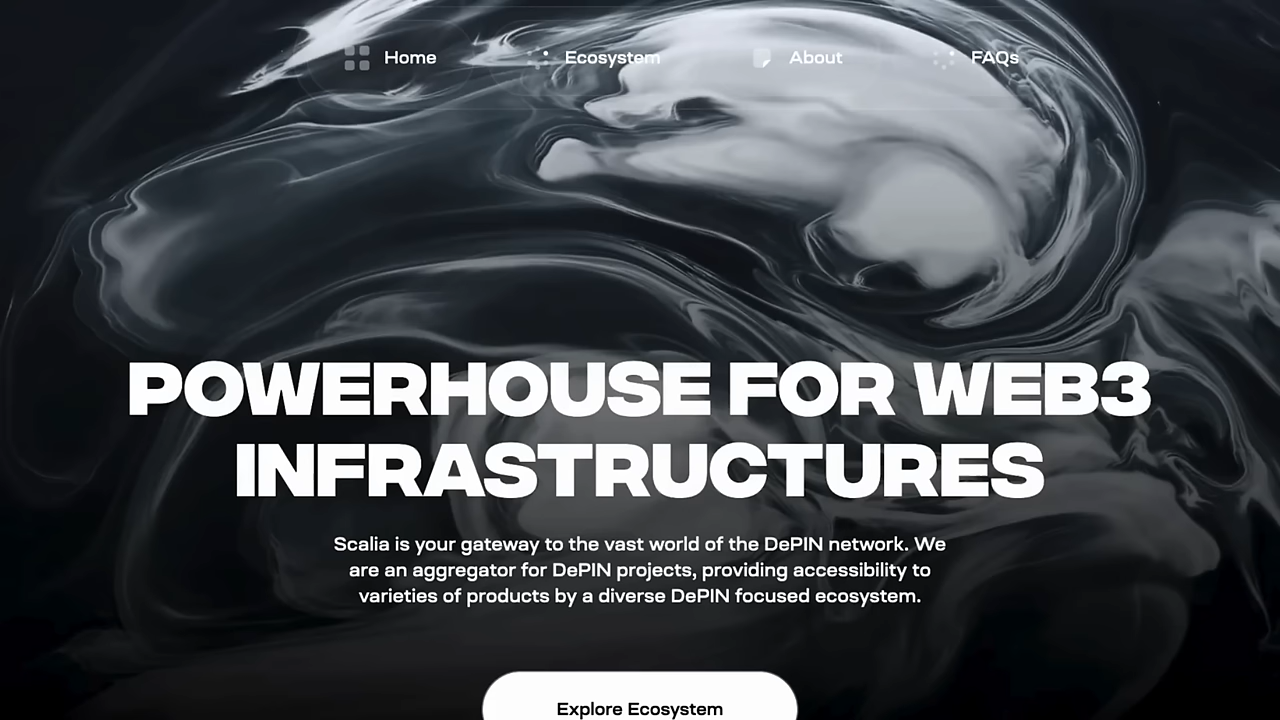 Home
Ecosystem
About
FAQs
POWERHOUSE FOR WEB3
INFRASTRUCTURES
Scalia is your gateway to the vast world of the DePIN network. We
are an aggregator for DePIN projects, providing accessibility to
varieties of products by a diverse DePIN focused ecosystem.
Explore Ecosystem